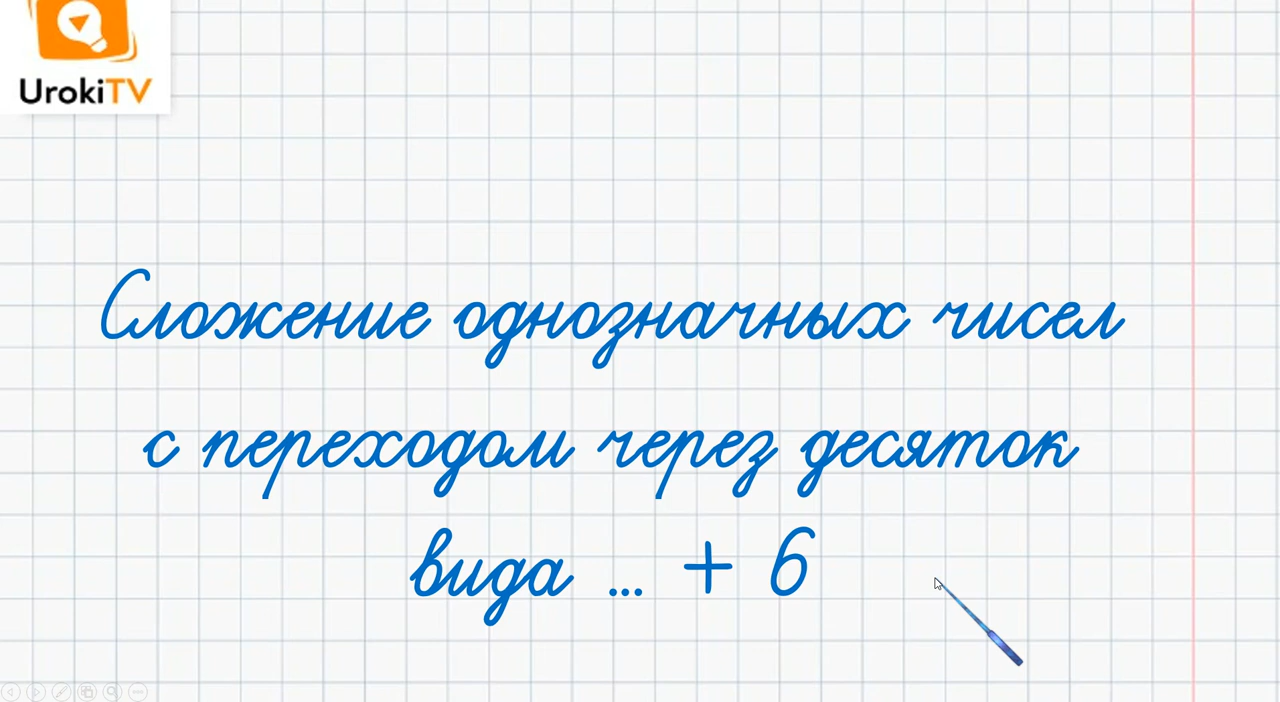 UrokiTV
Сложение однозначных чисел
с переходом через десяток
вида ... + 6